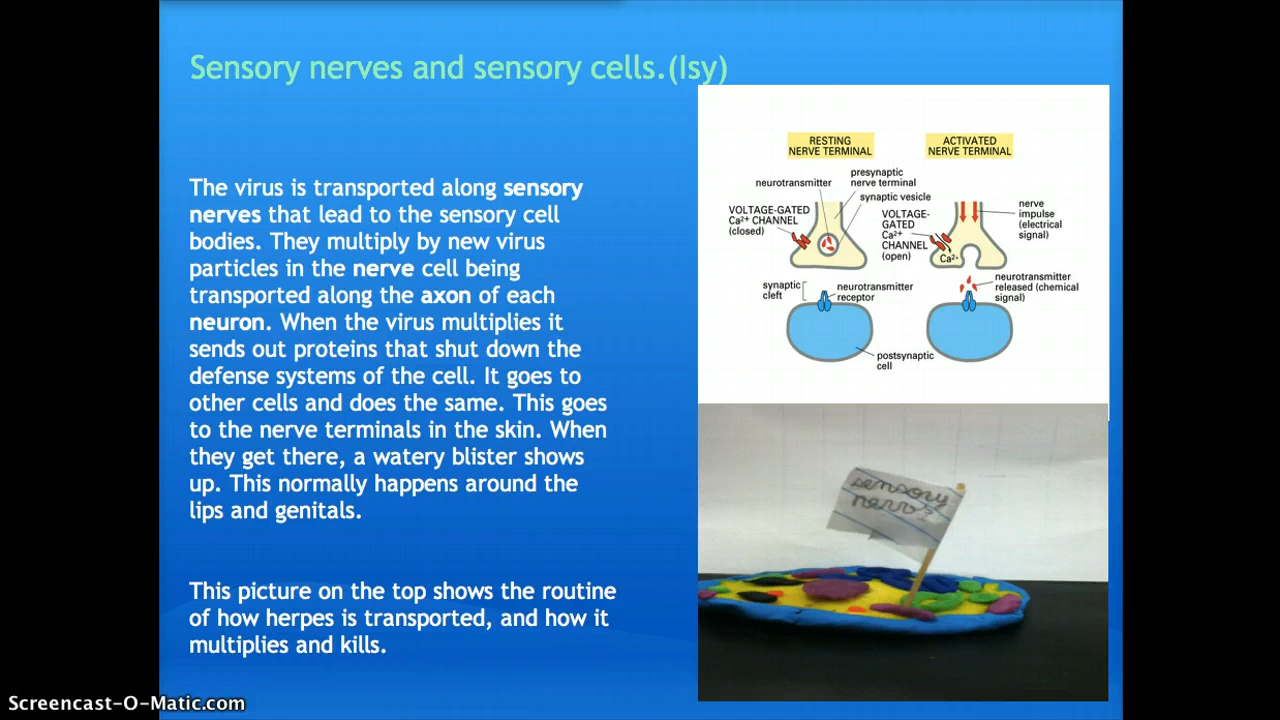 Sensory nerves and sensory cells.(Isy)
The virus is transported along sensory
nerves that lead to the sensory cell
bodies. They multiply by new virus
particles in the nerve cell being
transported along the axon of each
neuron. When the virus multiplies it
sends out proteins that shut down the
defense systems of the cell. It goes to
other cells and does the same. This goes
to the nerve terminals in the skin. When
they get there, a watery blister shows
up. This normally happens around the
lips and genitals.
This picture on the top shows the routine
of how herpes is transported, and how it
multiplies and kills.
RESTING
NERVE TERMINAL
neurotransmitter
presynaptic
nerve terminal
synaptic vesicle
VOLTAGE-GATED
Ca²⁺ CHANNEL
(closed)
synaptic
cleft
neurotransmitter
receptor
postsynaptic
cell
ACTIVATED
NERVE TERMINAL
VOLTAGE-
GATED
Ca²⁺
CHANNEL
(open)
nerve
impulse
(electrical
signal)
Ca²⁺
neurotransmitter
released (chemical
signal)
sensory
Screencast-O-Matic.com